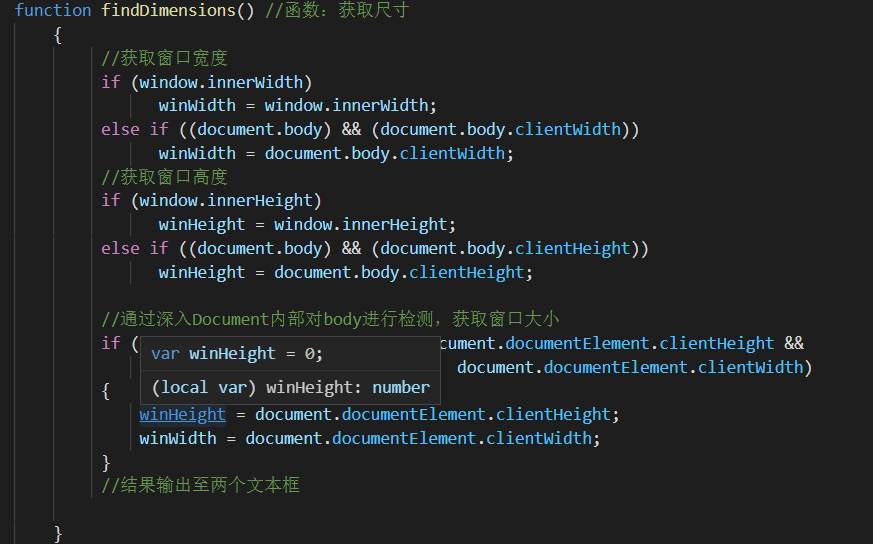 function findDimensions() //函数: 获取尺寸
{
//获取窗口宽度
if (window.innerWidth)
winWidth = window.innerWidth;
else if ((document.body) && (document.body.clientWidth))
winWidth = document.body.clientWidth;
//获取窗口高度
if (window.innerHeight)
winHeight = window.innerHeight;
else if ((document.body) && (document.body.clientHeight))
winHeight = document.body.clientHeight;
//通过深入Document内部对body进行检测，获取窗口大小
if ( cument.documentElement.clientHeight &&
var winHeight = 0;
document.documentElement.clientWidth)
(local var) winHeight: number
{
winHeight = document.documentElement.clientHeight;
winWidth = document.documentElement.clientWidth;
}
//结果输出至两个文本框
}